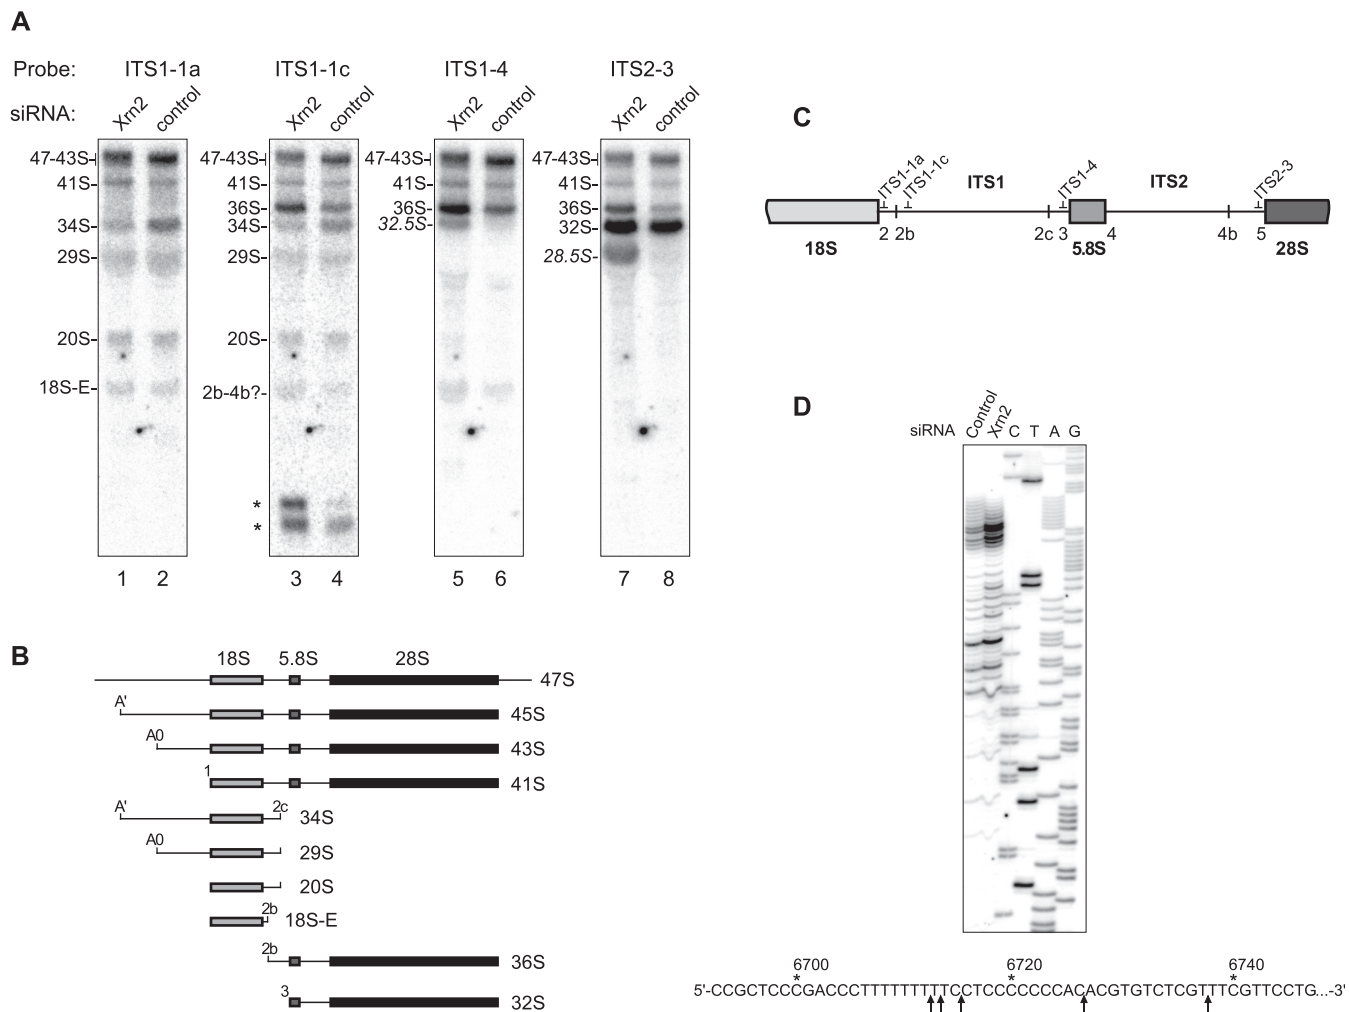 A
Probe: ITS1-1a ITS1-1c ITS1-4 ITS2-3
siRNA: Xrn2 control Xrn2 control Xrn2 control Xrn2 control
47-43S 47-43S 47-43S 47-43S
41S 41S 41S 41S
36S 36S 36S
34S 34S 32.5S 32S
29S 29S 28.5S
20S 20S
18S-E 2b-4b?
*
*
1 2 3 4 5 6 7 8
B
18S 5.8S 28S
47S
A' 45S
A0 43S
1 41S
A' 2c 34S
A0 29S
20S
2b 18S-E
2b 36S
3 32S
C
ITS1-1a ITS1-1c ITS1 ITS1-4 ITS2 ITS2-3
2 2b 2c 3 4 4b 5
18S 5.8S 28S
D
siRNA Control Xrn2 C T A G
6700 6720 6740
* * *
5'-CCGCTCCCGACCCTTTTTTTTTCCTCCCCCCCACACGTGTCTCGTTTCGTTCCTG...-3'